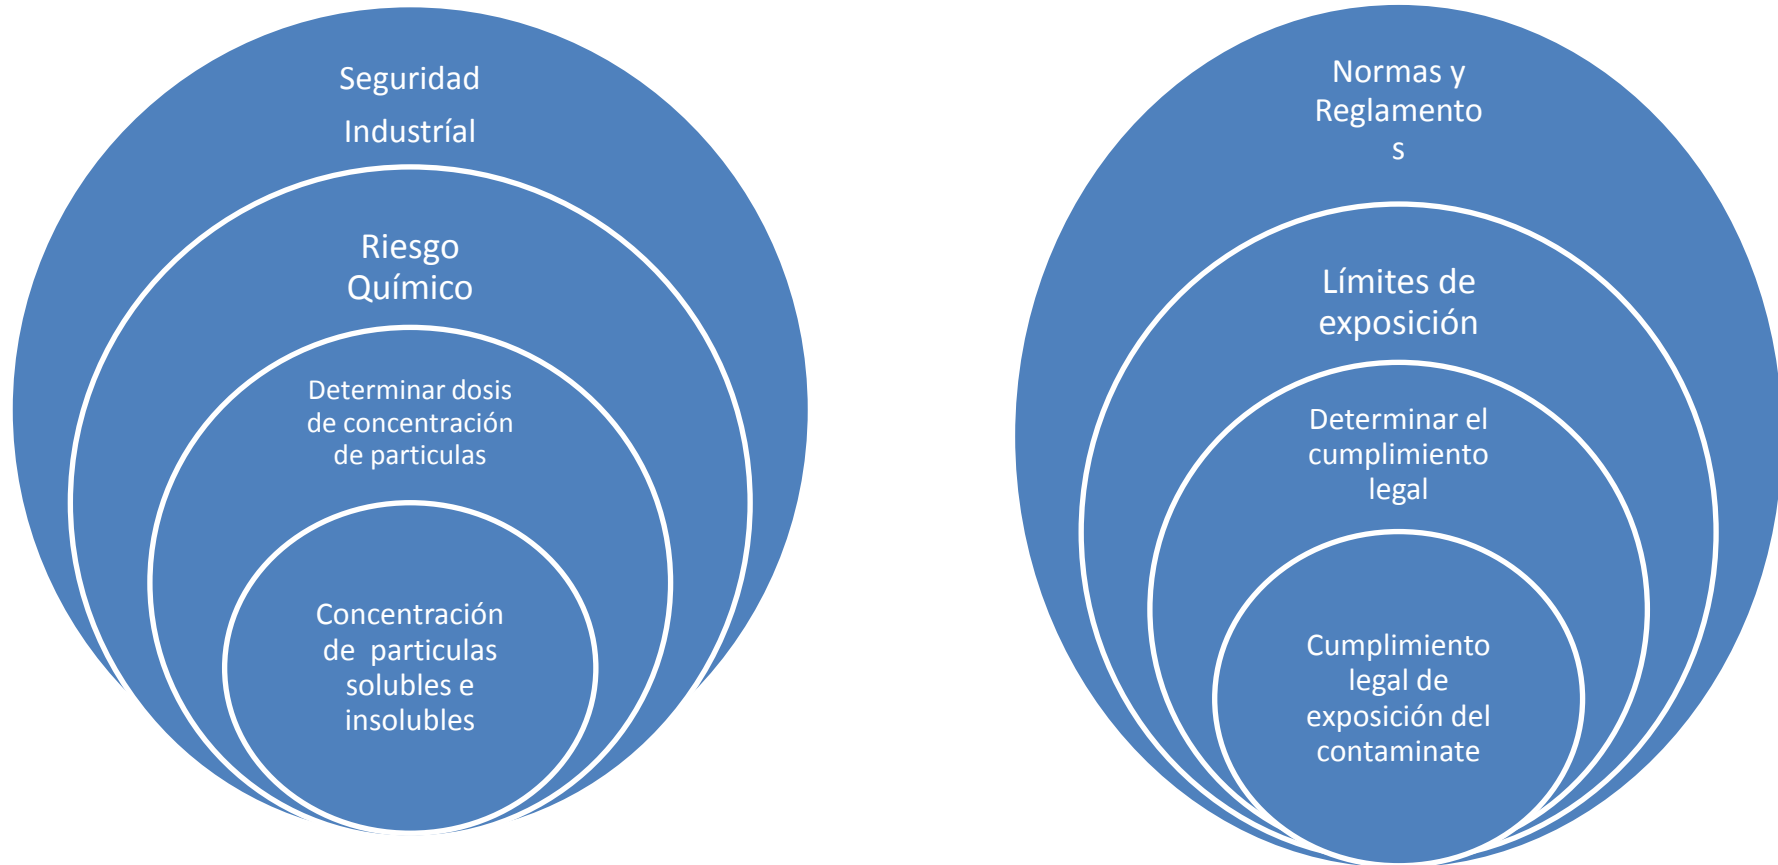 Seguridad
Industríal
Riesgo
Químico
Determinar dosis
de concentración
de particulas
Concentración
de particulas
solubles e
insolubles
Normas y
Reglamento
s
Límites de
exposición
Determinar el
cumplimiento
legal
Cumplimiento
legal de
exposición del
contaminate